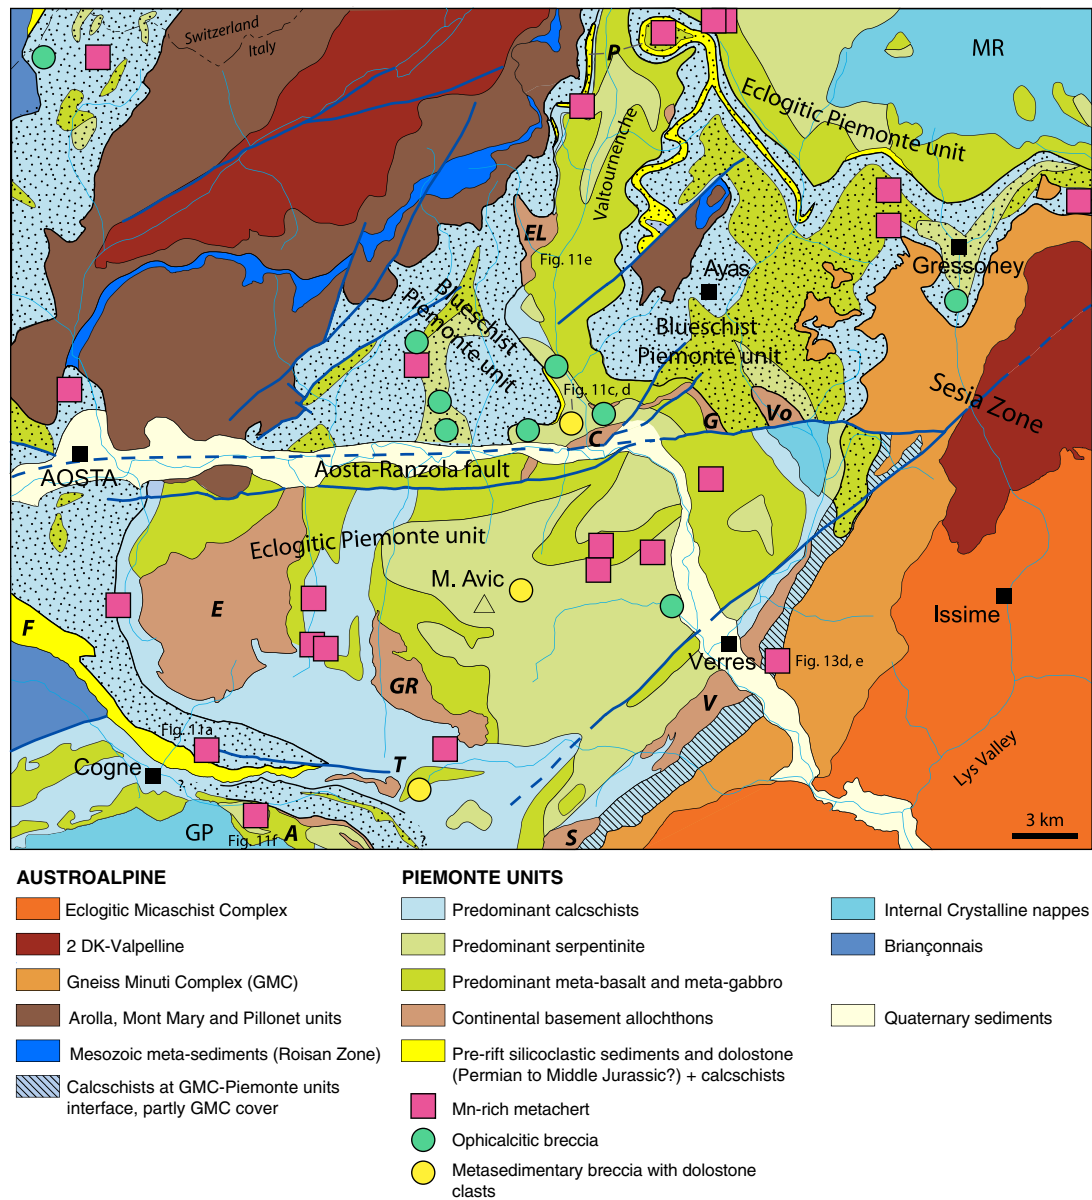 Switzerland
Italy
P
MR
Eclogitic Piemonte unit
Valtournenche
EL
Fig. 11e
Gressoney
Ayas
Blueschist
Piemonte unit
Blueschist
Piemonte unit
Sesia Zone
Fig. 11c, d
C
G
Vo
AOSTA
Aosta-Ranzola fault
Eclogitic Piemonte unit
M. Avic
E
F
Issime
Verres
Fig. 13d, e
GR
V
Fig. 11a
T
Cogne
?
Lys Valley
GP
Fig. 11f
A
?
S
3 km
AUSTROALPINE
Eclogitic Micaschist Complex
2 DK-Valpelline
Gneiss Minuti Complex (GMC)
Arolla, Mont Mary and Pillonet units
Mesozoic meta-sediments (Roisan Zone)
Calcschists at GMC-Piemonte units
interface, partly GMC cover
PIEMONTE UNITS
Predominant calcschists
Predominant serpentinite
Predominant meta-basalt and meta-gabbro
Continental basement allochthons
Pre-rift silicoclastic sediments and dolostone
(Permian to Middle Jurassic?) + calcschists
Mn-rich metachert
Ophicalcitic breccia
Metasedimentary breccia with dolostone
clasts
Internal Crystalline nappes
Briançonnais
Quaternary sediments